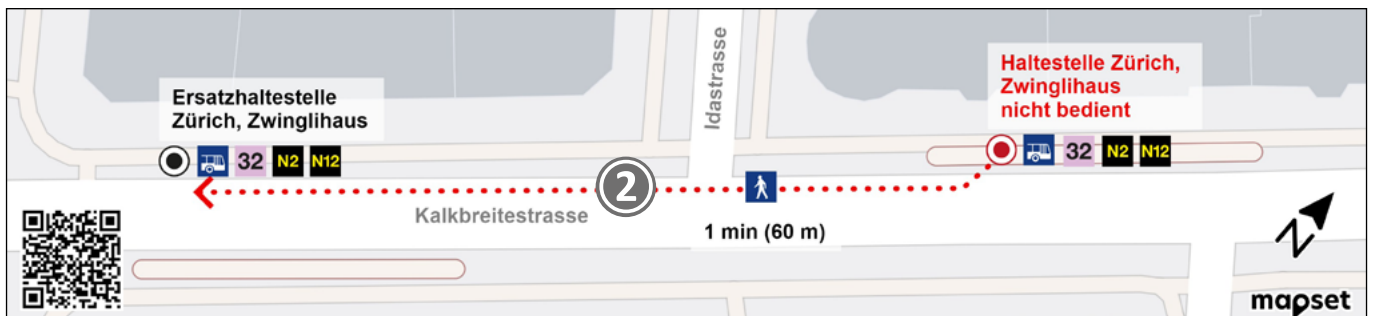 Ersatzhaltestelle
Zürich, Zwinglihaus
32 N2 N12
Idastrasse
Haltestelle Zürich,
Zwinglihaus
nicht bedient
32 N2 N12
2
Kalkbreitestrasse
1 min (60 m)
N
mapset